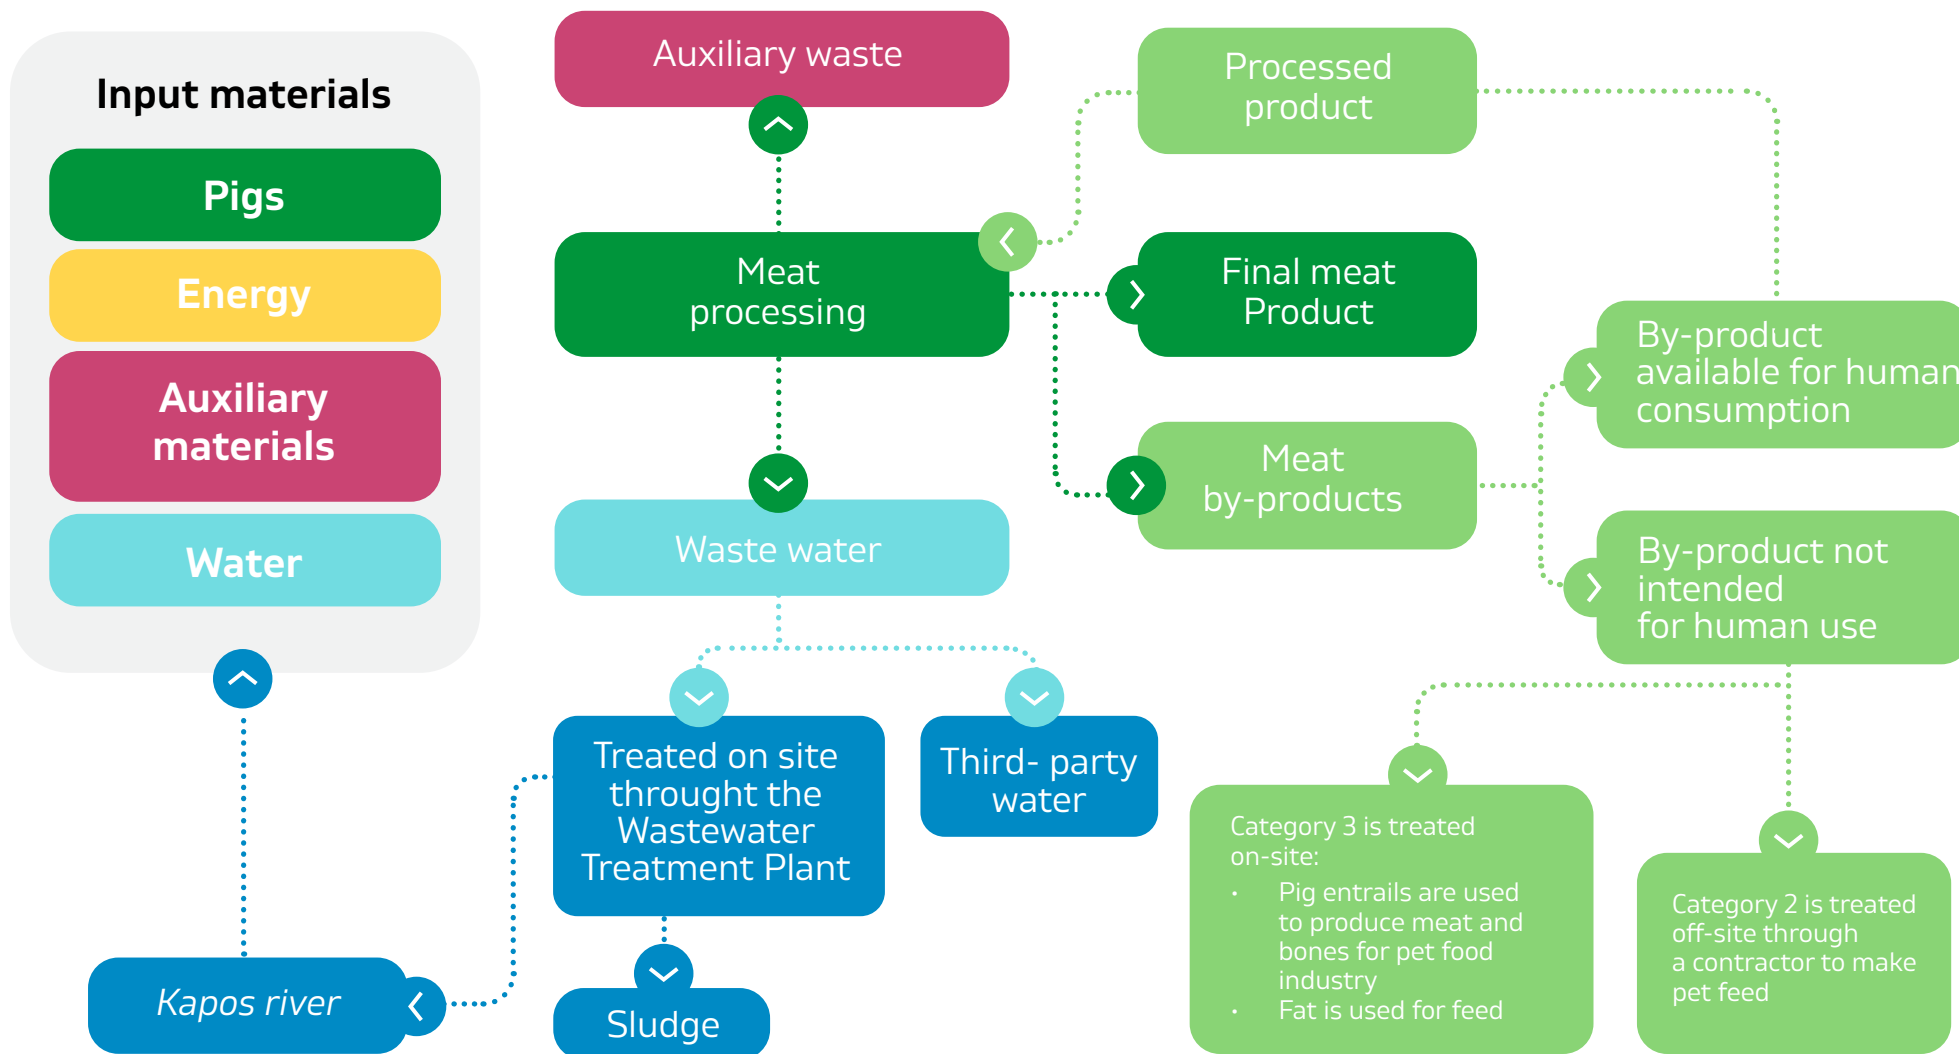 Input materials
Pigs
Energy
Auxiliary
materials
Water
Auxiliary waste
Meat
processing
Waste water
Treated on site
throught the
Wastewater
Treatment Plant
Third- party
water
Kapos river
Sludge
Processed
product
Final meat
Product
Meat
by-products
By-product
available for human
consumption
By-product not
intended
for human use
Category 3 is treated
on-site:
• Pig entrails are used
to produce meat and
bones for pet food
industry
• Fat is used for feed
Category 2 is treated
off-site through
a contractor to make
pet feed